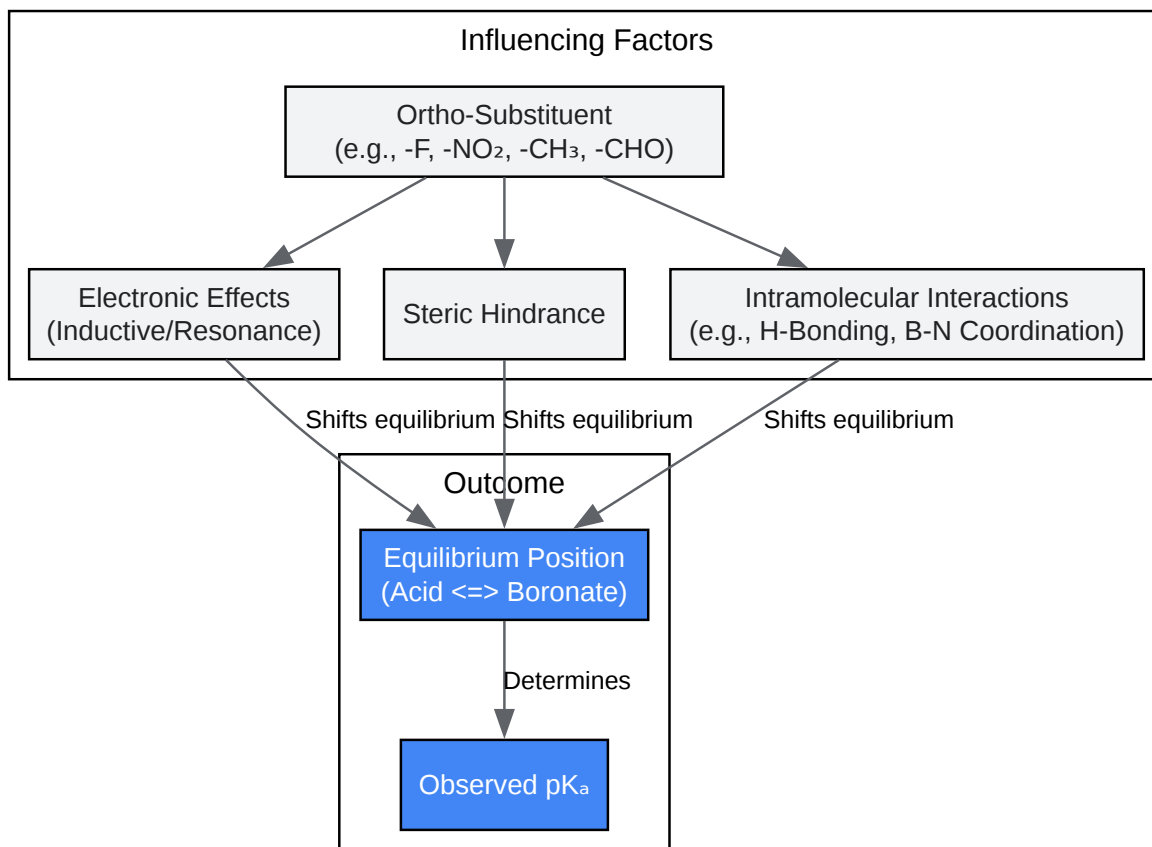 Influencing Factors
Ortho-Substituent
(e.g., -F, -NO₂, -CH₃, -CHO)
Electronic Effects
(Inductive/Resonance)
Steric Hindrance
Intramolecular Interactions
(e.g., H-Bonding, B-N Coordination)
Shifts equilibrium
Shifts equilibrium
Shifts equilibrium
Outcome
Equilibrium Position
(Acid <=> Boronate)
Determines
Observed pKₐ